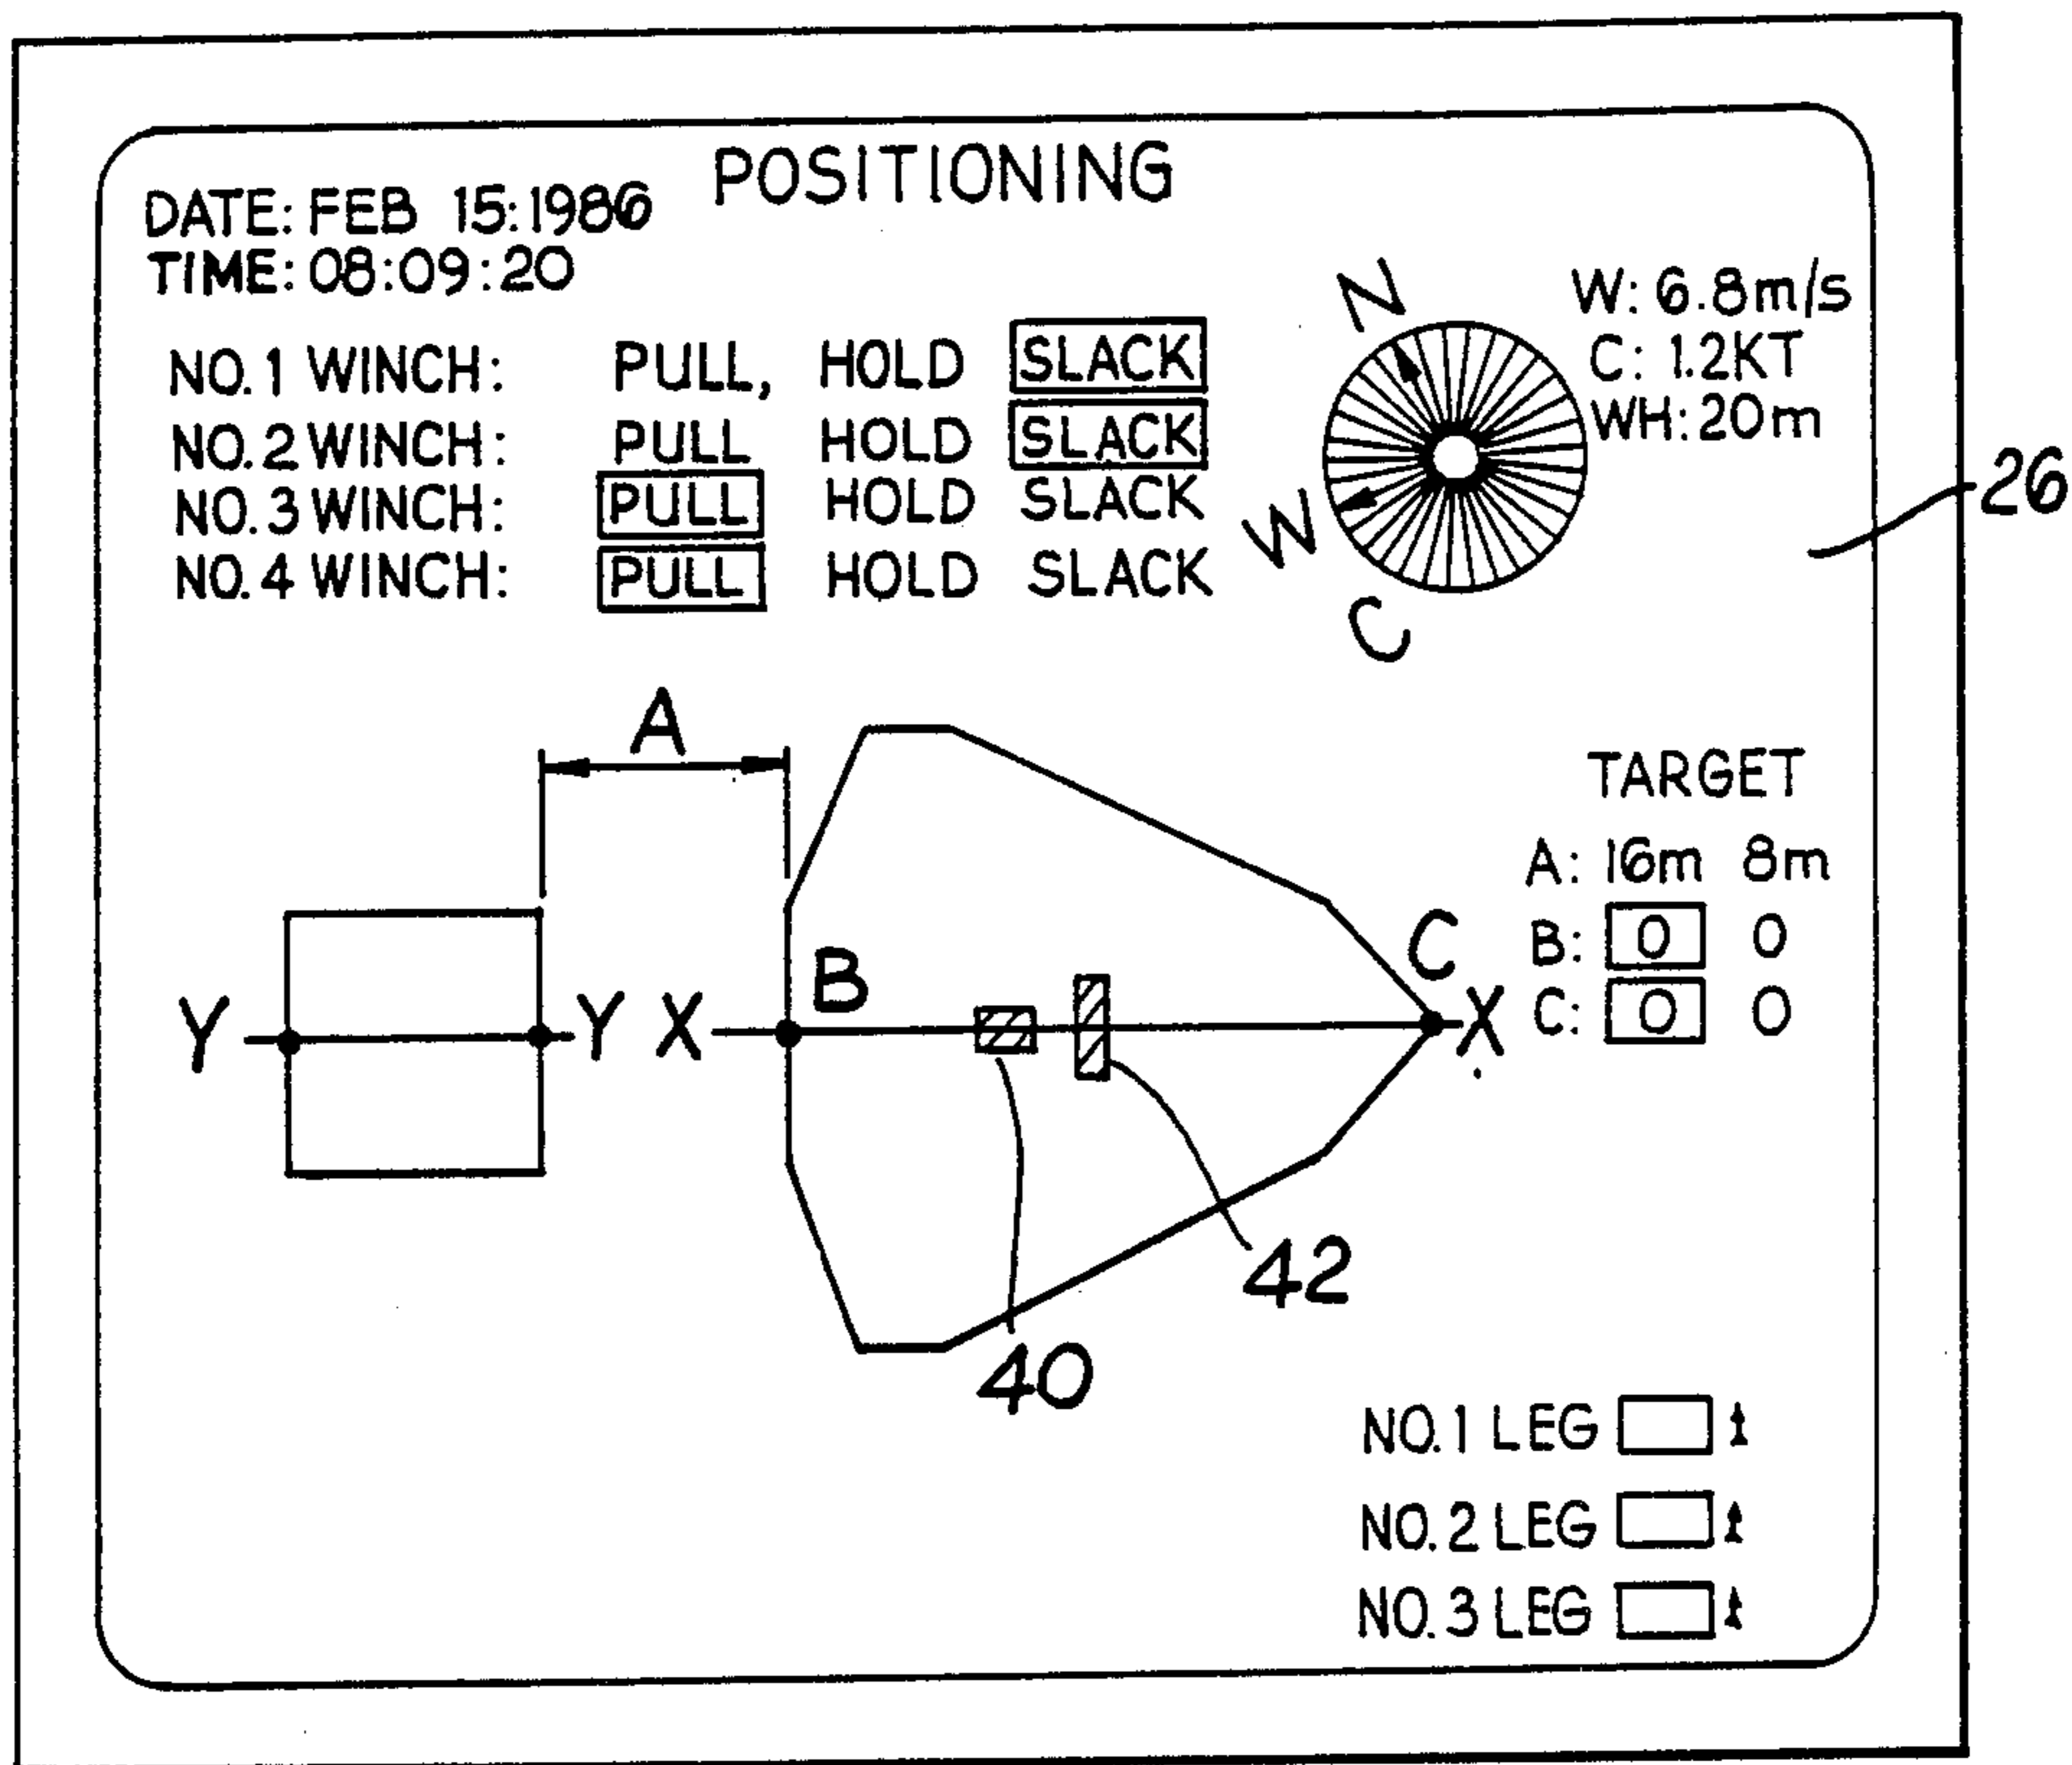 POSITIONING
DATE: FEB 15:1986
TIME: 08:09:20
NO.1 WINCH: PULL, HOLD SLACK
NO.2 WINCH: PULL HOLD SLACK
NO.3 WINCH: PULL HOLD SLACK
NO.4 WINCH: PULL HOLD SLACK
N
W
C
W: 6.8m/s
C: 1.2KT
WH: 20m
26
A
TARGET
A: 16m 8m
B: 0 0
C: 0 0
B
C
Y Y X X
42
40
NO.1 LEG
NO.2 LEG
NO.3 LEG